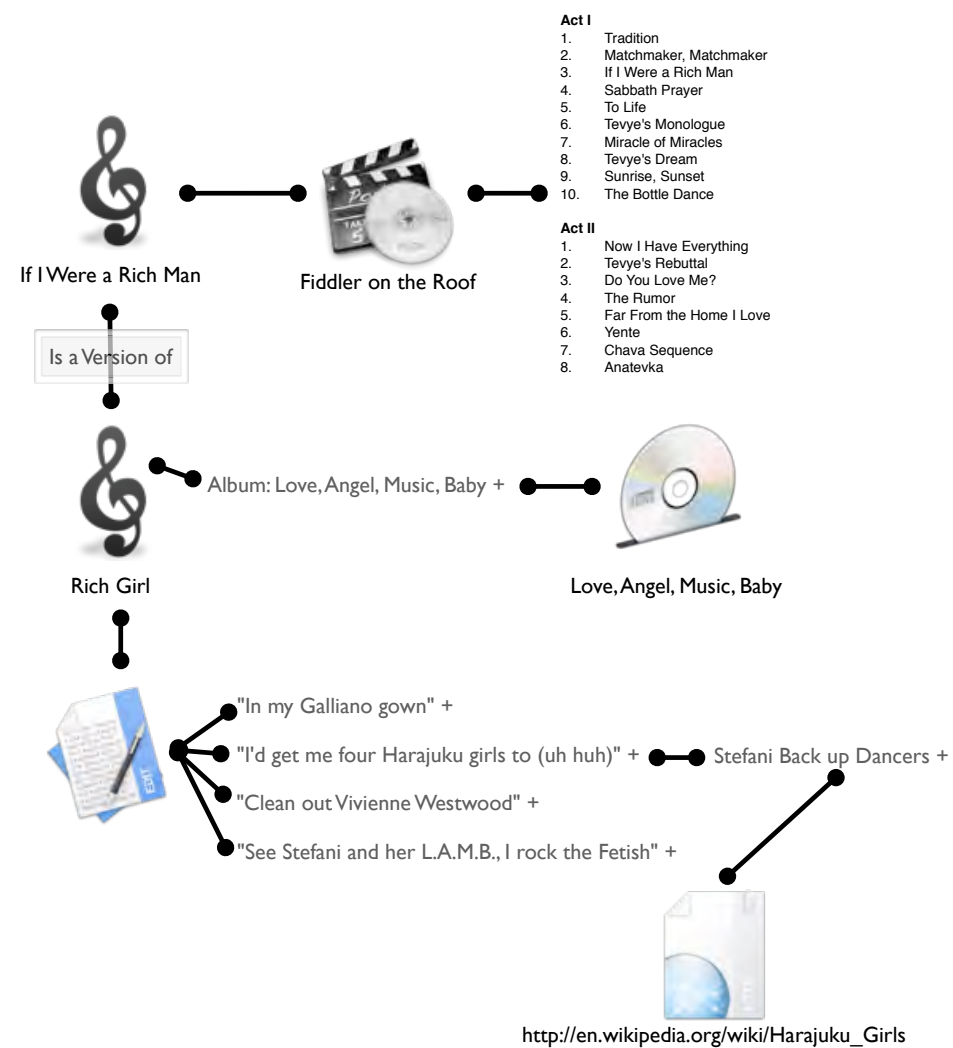 Act I
1. Tradition
2. Matchmaker, Matchmaker
3. If I Were a Rich Man
4. Sabbath Prayer
5. To Life
6. Tevye's Monologue
7. Miracle of Miracles
8. Tevye's Dream
9. Sunrise, Sunset
10. The Bottle Dance
Act II
1. Now I Have Everything
2. Tevye's Rebuttal
3. Do You Love Me?
4. The Rumor
5. Far From the Home I Love
6. Yente
7. Chava Sequence
8. Anatevka
If I Were a Rich Man
Fiddler on the Roof
Is a Version of
Album: Love, Angel, Music, Baby +
Rich Girl
Love, Angel, Music, Baby
"In my Galliano gown" +
"I'd get me four Harajuku girls to (uh huh)" +
Stefani Back up Dancers +
"Clean out Vivienne Westwood" +
"See Stefani and her L.A.M.B., I rock the Fetish" +
http://en.wikipedia.org/wiki/Harajuku_Girls